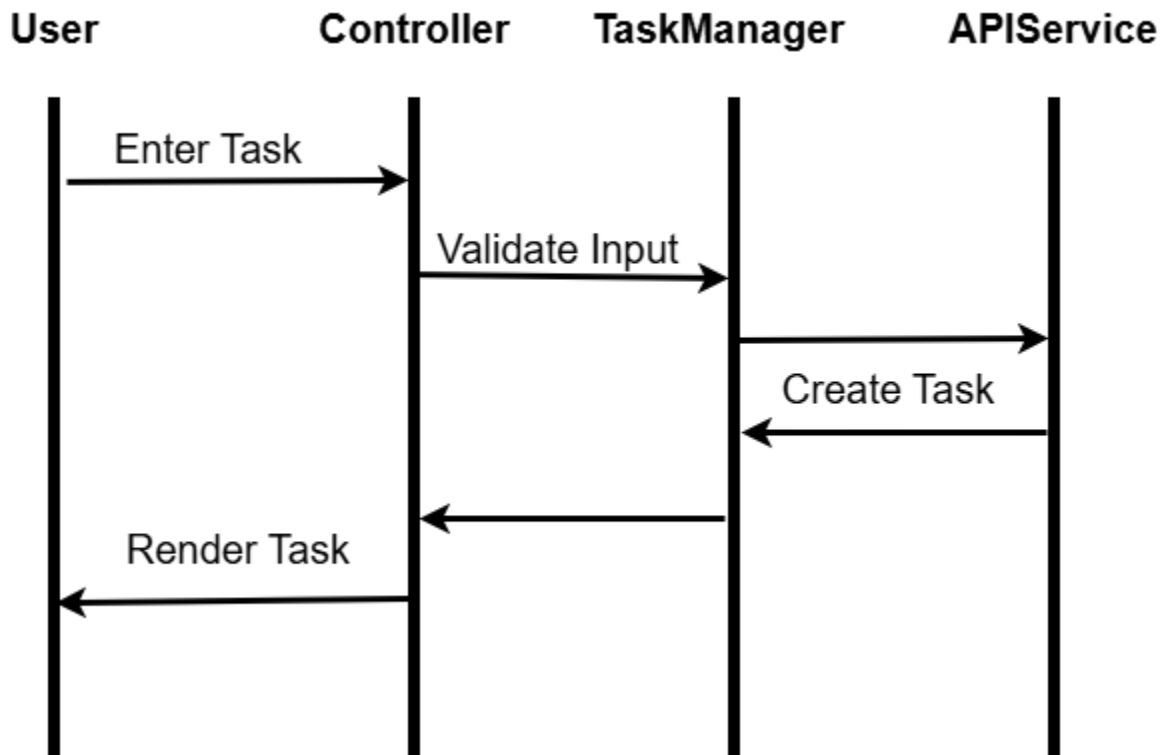 User Controller TaskManager APIService
Enter Task
Validate Input
Create Task
Render Task